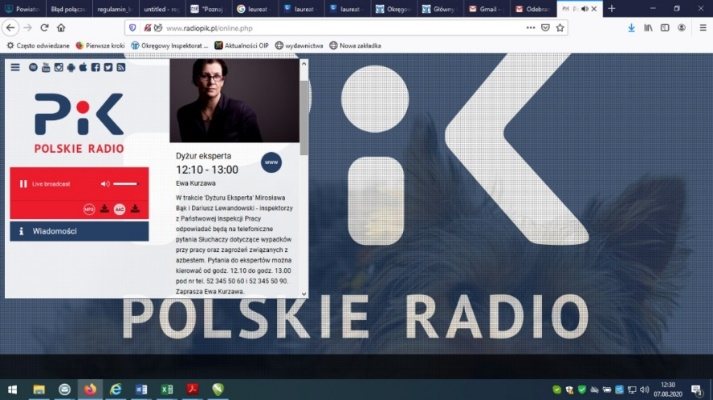 Powiato
Błąd połącze
regulamin_k
untitled - reg
"Poznaj
laureat
laureat
laureat -
Okręgow
Główny
Gmail -
Odebran
www.radiopik.pl/online.php
Często odwiedzane
Pierwsze kroki
Okręgowy Inspektorat ...
Aktualności OIP
wydawnictwa
Nowa zakładka
PiK
POLSKIE RADIO
Live broadcast
MP3
AAC
Wiadomości
Dyżur eksperta
WWW
12:10 - 13:00
Ewa Kurzawa
W trakcie 'Dyżuru Eksperta' Mirosława
Bąk i Dariusz Lewandowski - inspektorzy
z Państwowej Inspekcji Pracy
odpowiadać będą na telefoniczne
pytania Słuchaczy dotyczące wypadków
przy pracy oraz zagrożeń związanych z
azbestem. Pytania do ekspertów można
kierować od godz. 12.10 do godz. 13.00
pod nr tel. 52 345 50 60 i 52 345 50 90.
Zaprasza Ewa Kurzawa.
PiK
POLSKIE RADIO
12:30
07.08.2020